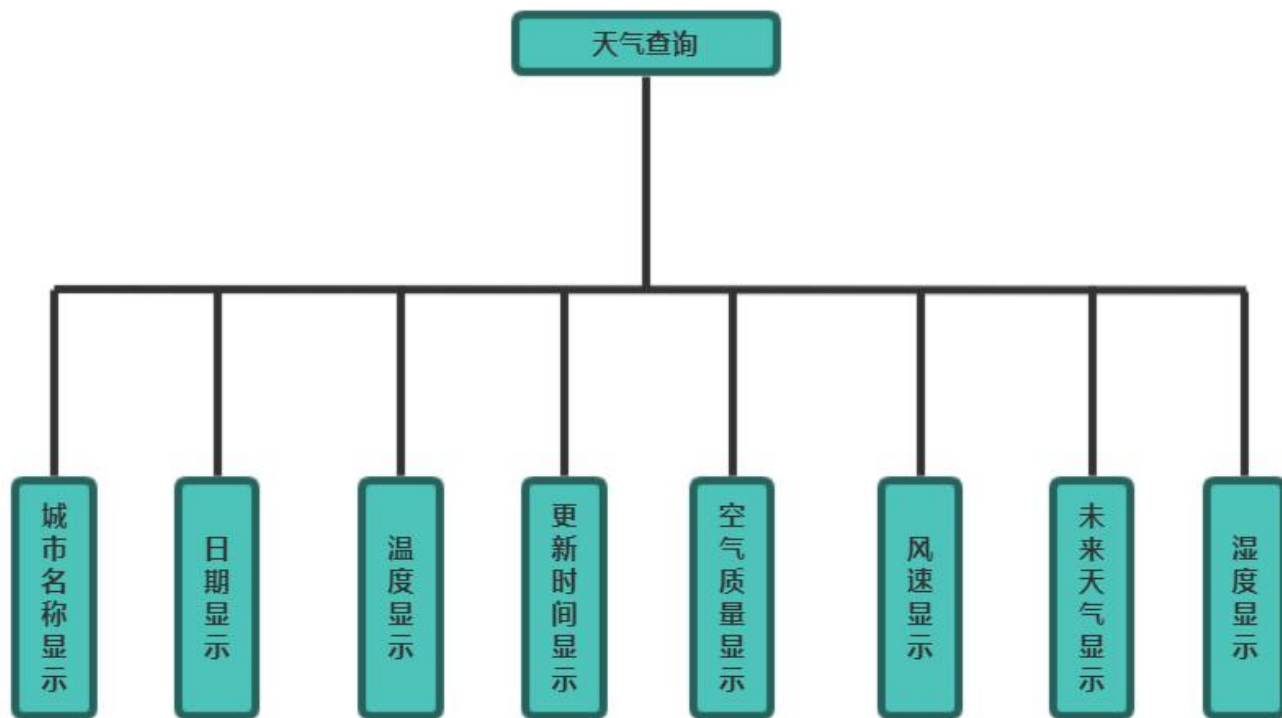 天气查询
城市名称显示
日期显示
温度显示
更新时间显示
空气质量显示
风速显示
未来天气显示
湿度显示